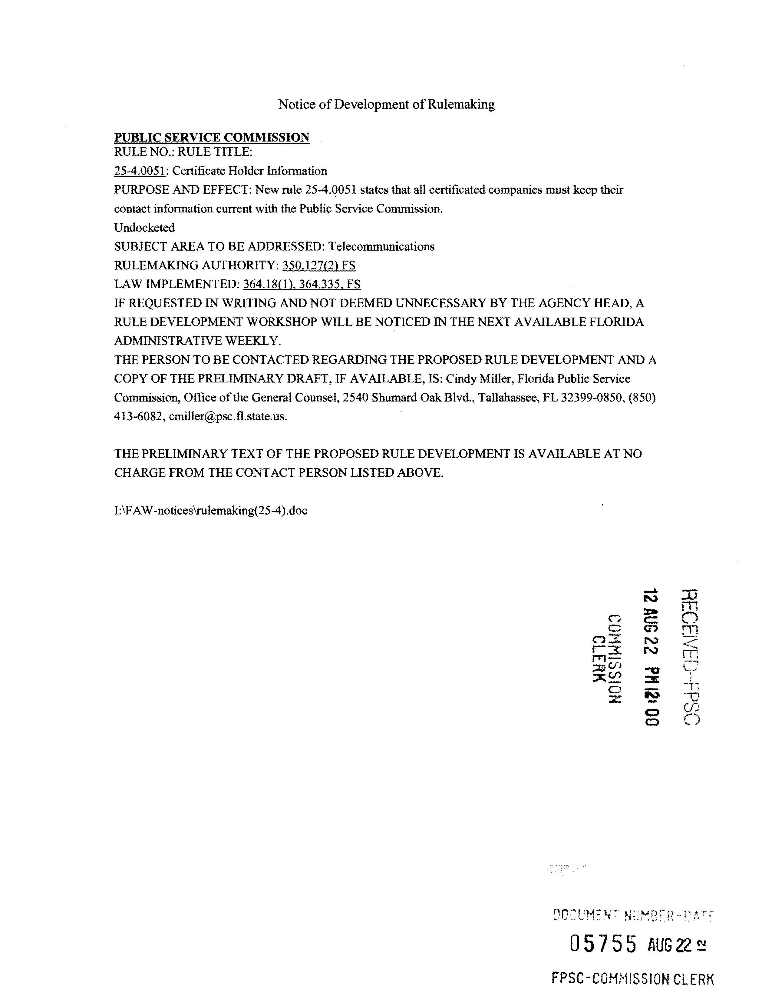 Notice of Development of Rulemaking
PUBLIC SERVICE COMMISSION
RULE NO.: RULE TITLE:
25-4.0051: Certificate Holder Information
PURPOSE AND EFFECT: New rule 25-4.0051 states that all certificated companies must keep their
contact information current with the Public Service Commission.
Undocketed
SUBJECT AREA TO BE ADDRESSED: Telecommunications
RULEMAKING AUTHORITY: 350.127(2) FS
LAW IMPLEMENTED: 364.18(1), 364.335, FS
IF REQUESTED IN WRITING AND NOT DEEMED UNNECESSARY BY THE AGENCY HEAD, A
RULE DEVELOPMENT WORKSHOP WILL BE NOTICED IN THE NEXT AVAILABLE FLORIDA
ADMINISTRATIVE WEEKLY.
THE PERSON TO BE CONTACTED REGARDING THE PROPOSED RULE DEVELOPMENT AND A
COPY OF THE PRELIMINARY DRAFT, IF AVAILABLE, IS: Cindy Miller, Florida Public Service
Commission, Office of the General Counsel, 2540 Shumard Oak Blvd., Tallahassee, FL 32399-0850, (850)
413-6082, cmiller@psc.fl.state.us.
THE PRELIMINARY TEXT OF THE PROPOSED RULE DEVELOPMENT IS AVAILABLE AT NO
CHARGE FROM THE CONTACT PERSON LISTED ABOVE.
I:\FAW-notices\rulemaking(25-4).doc
RECEIVED-FPSC
12 AUG 22 PM 12:00
COMMISSION
CLERK
DOCUMENT NUMBER-DATE
05755 AUG 22 12
FPSC-COMMISSION CLERK